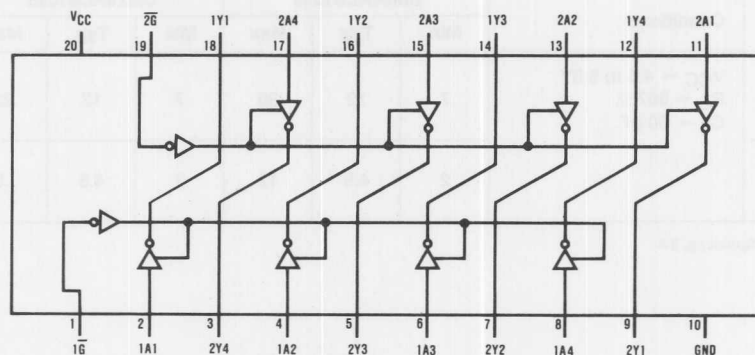 VCC 2G̅ 1Y1 2A4 1Y2 2A3 1Y3 2A2 1Y4 2A1
20 19 18 17 16 15 14 13 12 11
1 2 3 4 5 6 7 8 9 10
1G̅ 1A1 2Y4 1A2 2Y3 1A3 2Y2 1A4 2Y1 GND